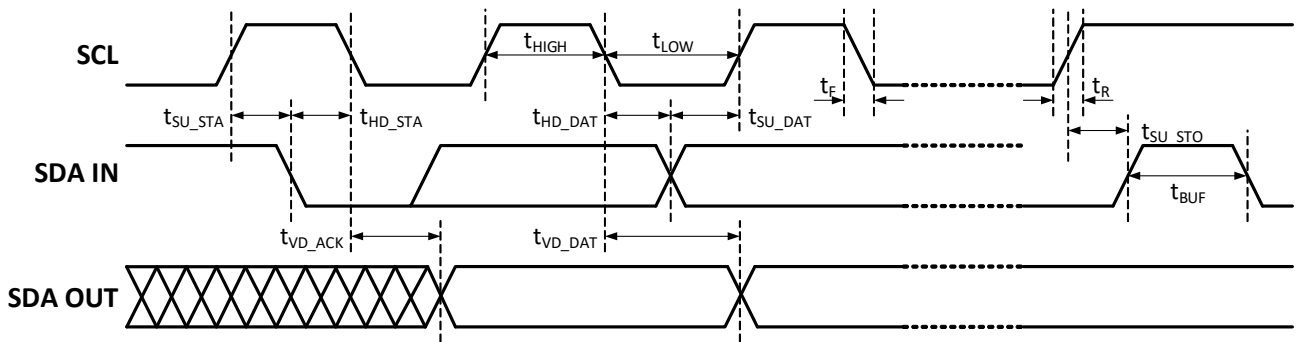 SCL
tHIGH
tLOW
tF
tR
tSU_STA
tHD_STA
tHD_DAT
tSU_DAT
tSU_STO
SDA IN
tBUF
tVD_ACK
tVD_DAT
SDA OUT